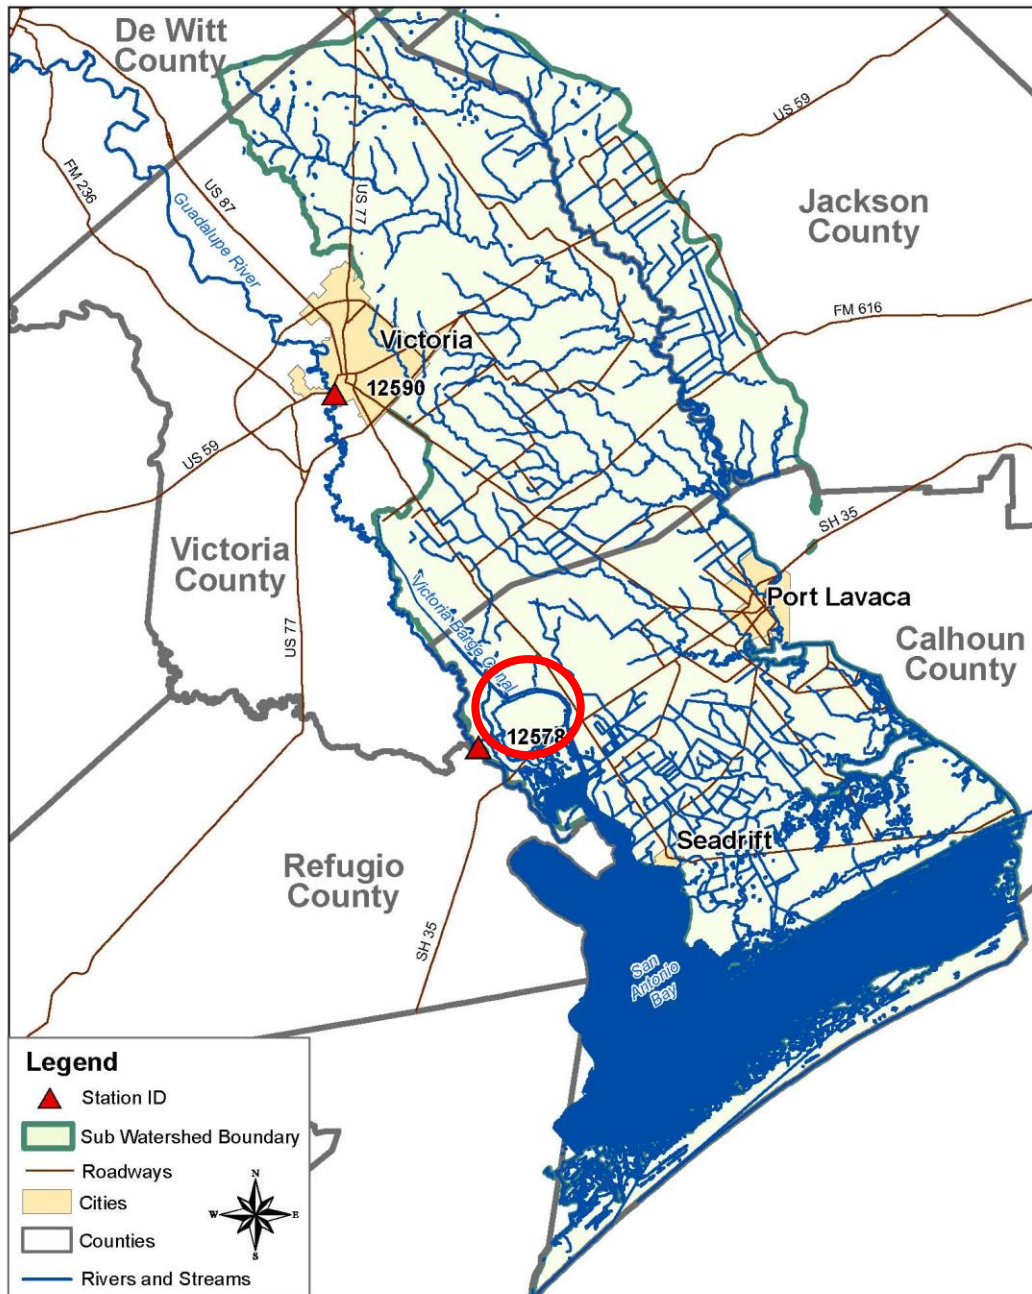 De Witt
County
US 59
FM 236
US 87
US 77
Jackson
County
Guadalupe River
FM 616
Victoria
12590
US 59
SH 35
Victoria
County
Port Lavaca
Victoria Barge Canal
US 77
Calhoun
County
12578
Seadrift
Refugio
County
SH 35
San
Antonio
Bay
Legend
Station ID
Sub Watershed Boundary
Roadways
Cities
Counties
Rivers and Streams
N
W
E
S